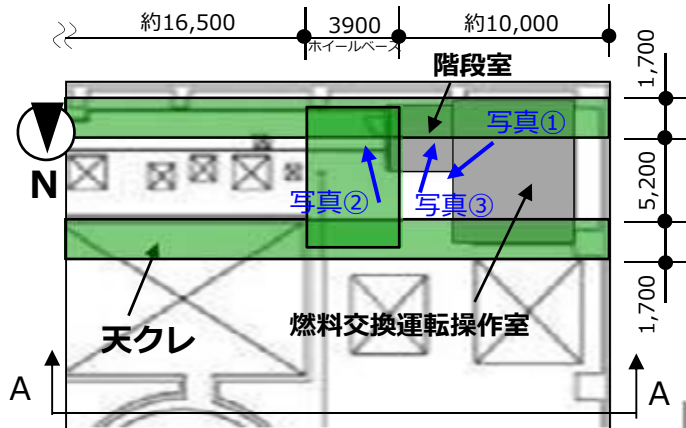 約16,500
3900
約10,000
ホイールベース
1,700
階段室
写真①
N
写真②
写真③
5,200
天クレ
燃料交換運転操作室
1,700
A
A